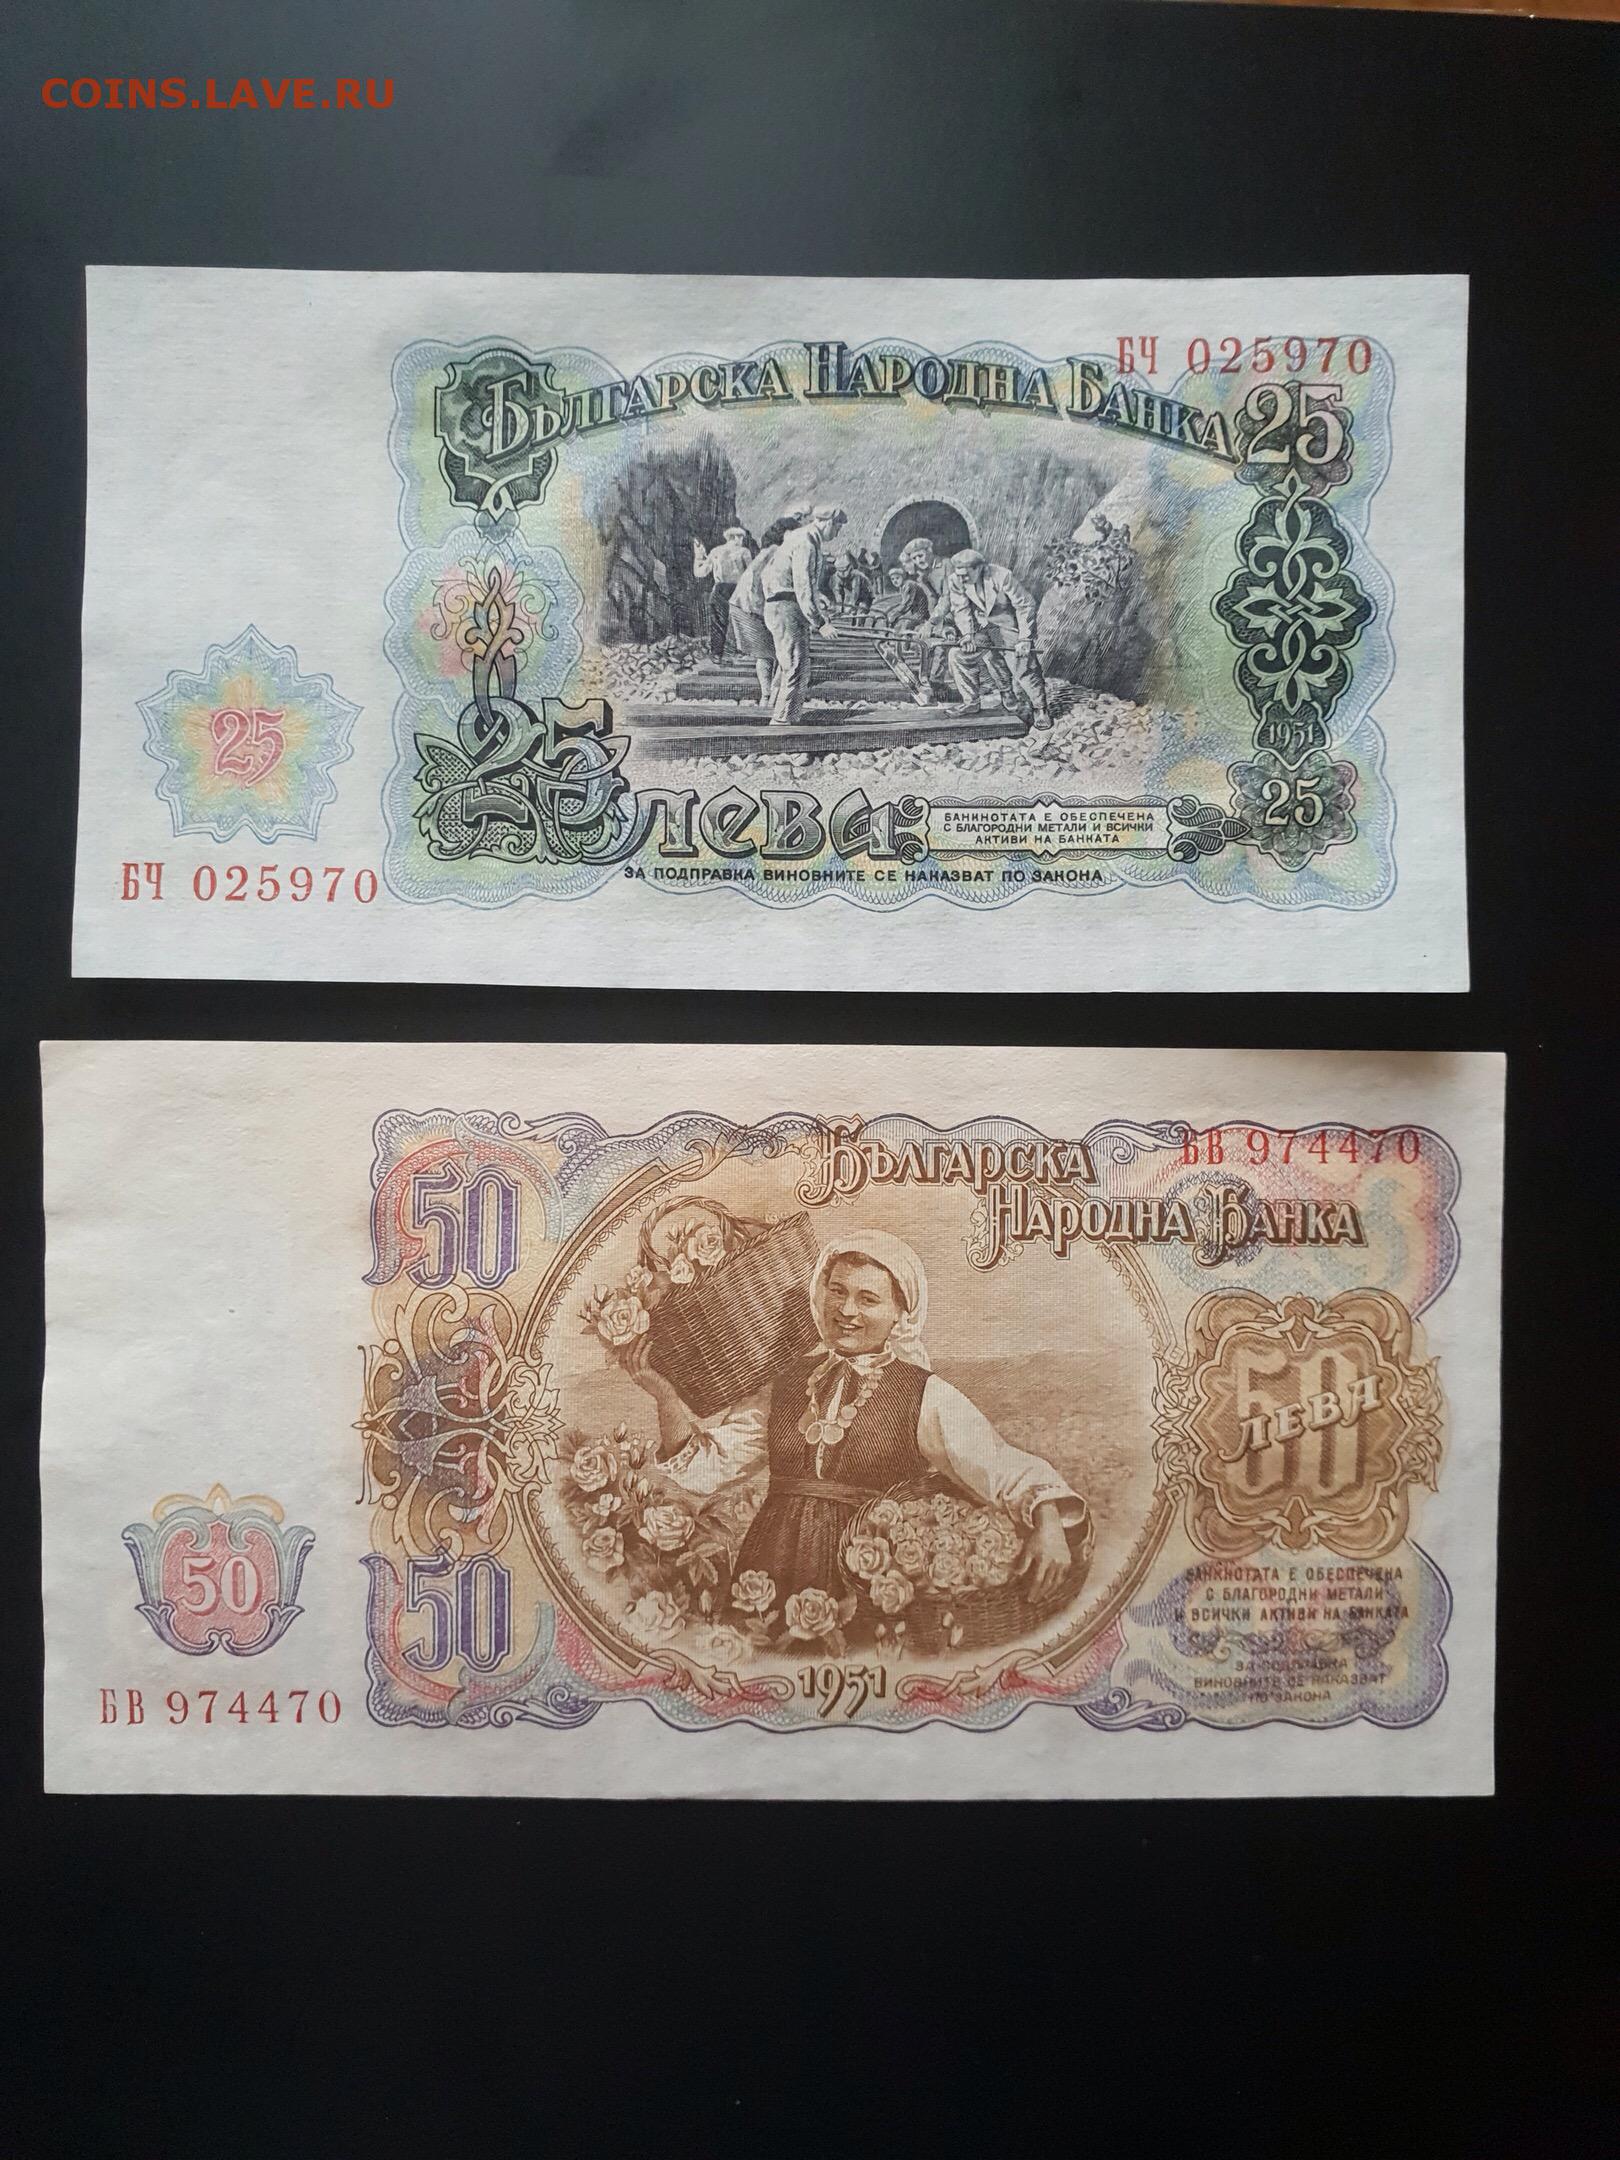 COINS.LAVE.RU
БЧ 025970
Българска Народна Банка 25
25
1951
25
25 лева
БАНКНОТАТА Е ОБЕСПЕЧЕНА
С БЛАГОРОДНИ МЕТАЛИ И ВСИЧКИ
АКТИВИ НА БАНКАТА
ЗА ПОДПРАВКА ВИНОВНИТЕ СЕ НАКАЗВАТ ПО ЗАКОНА
БЧ 025970
БВ 974470
50
Българска
Народна Банка
50
ЛЕВА
БАНКНОТАТА Е ОБЕСПЕЧЕНА
С БЛАГОРОДНИ МЕТАЛИ
И ВСИЧКИ АКТИВИ НА БАНКАТА
ЗА ПОДПРАВКА
ВИНОВНИТЕ СЕ НАКАЗВАТ
ПО ЗАКОНА
50
50
1951
БВ 974470